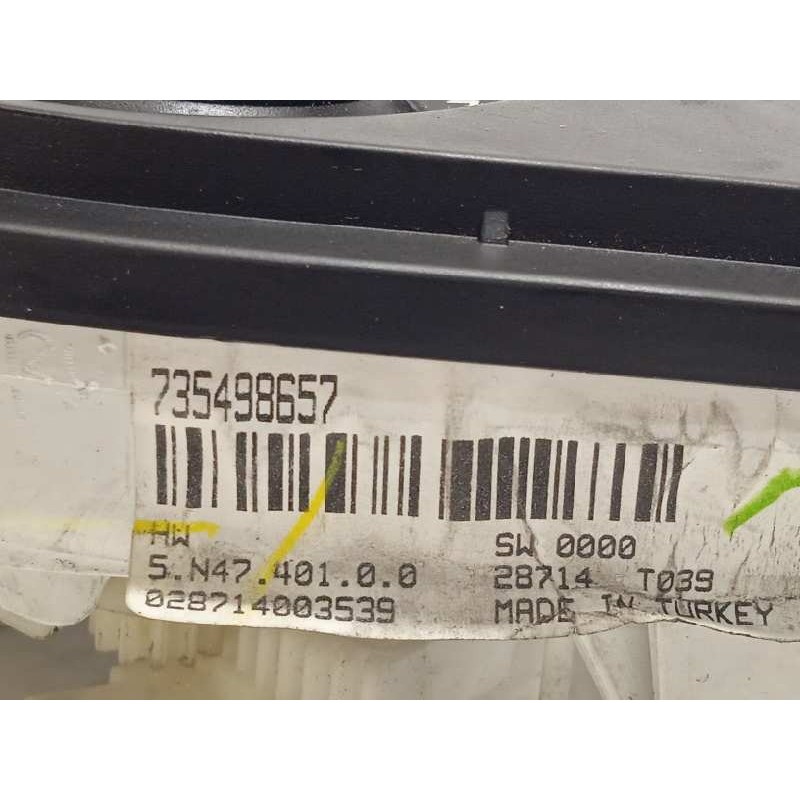 735498657
HW SW 0000
5.N47.401.0.0 28714 T039
028714003539 MADE IN TURKEY